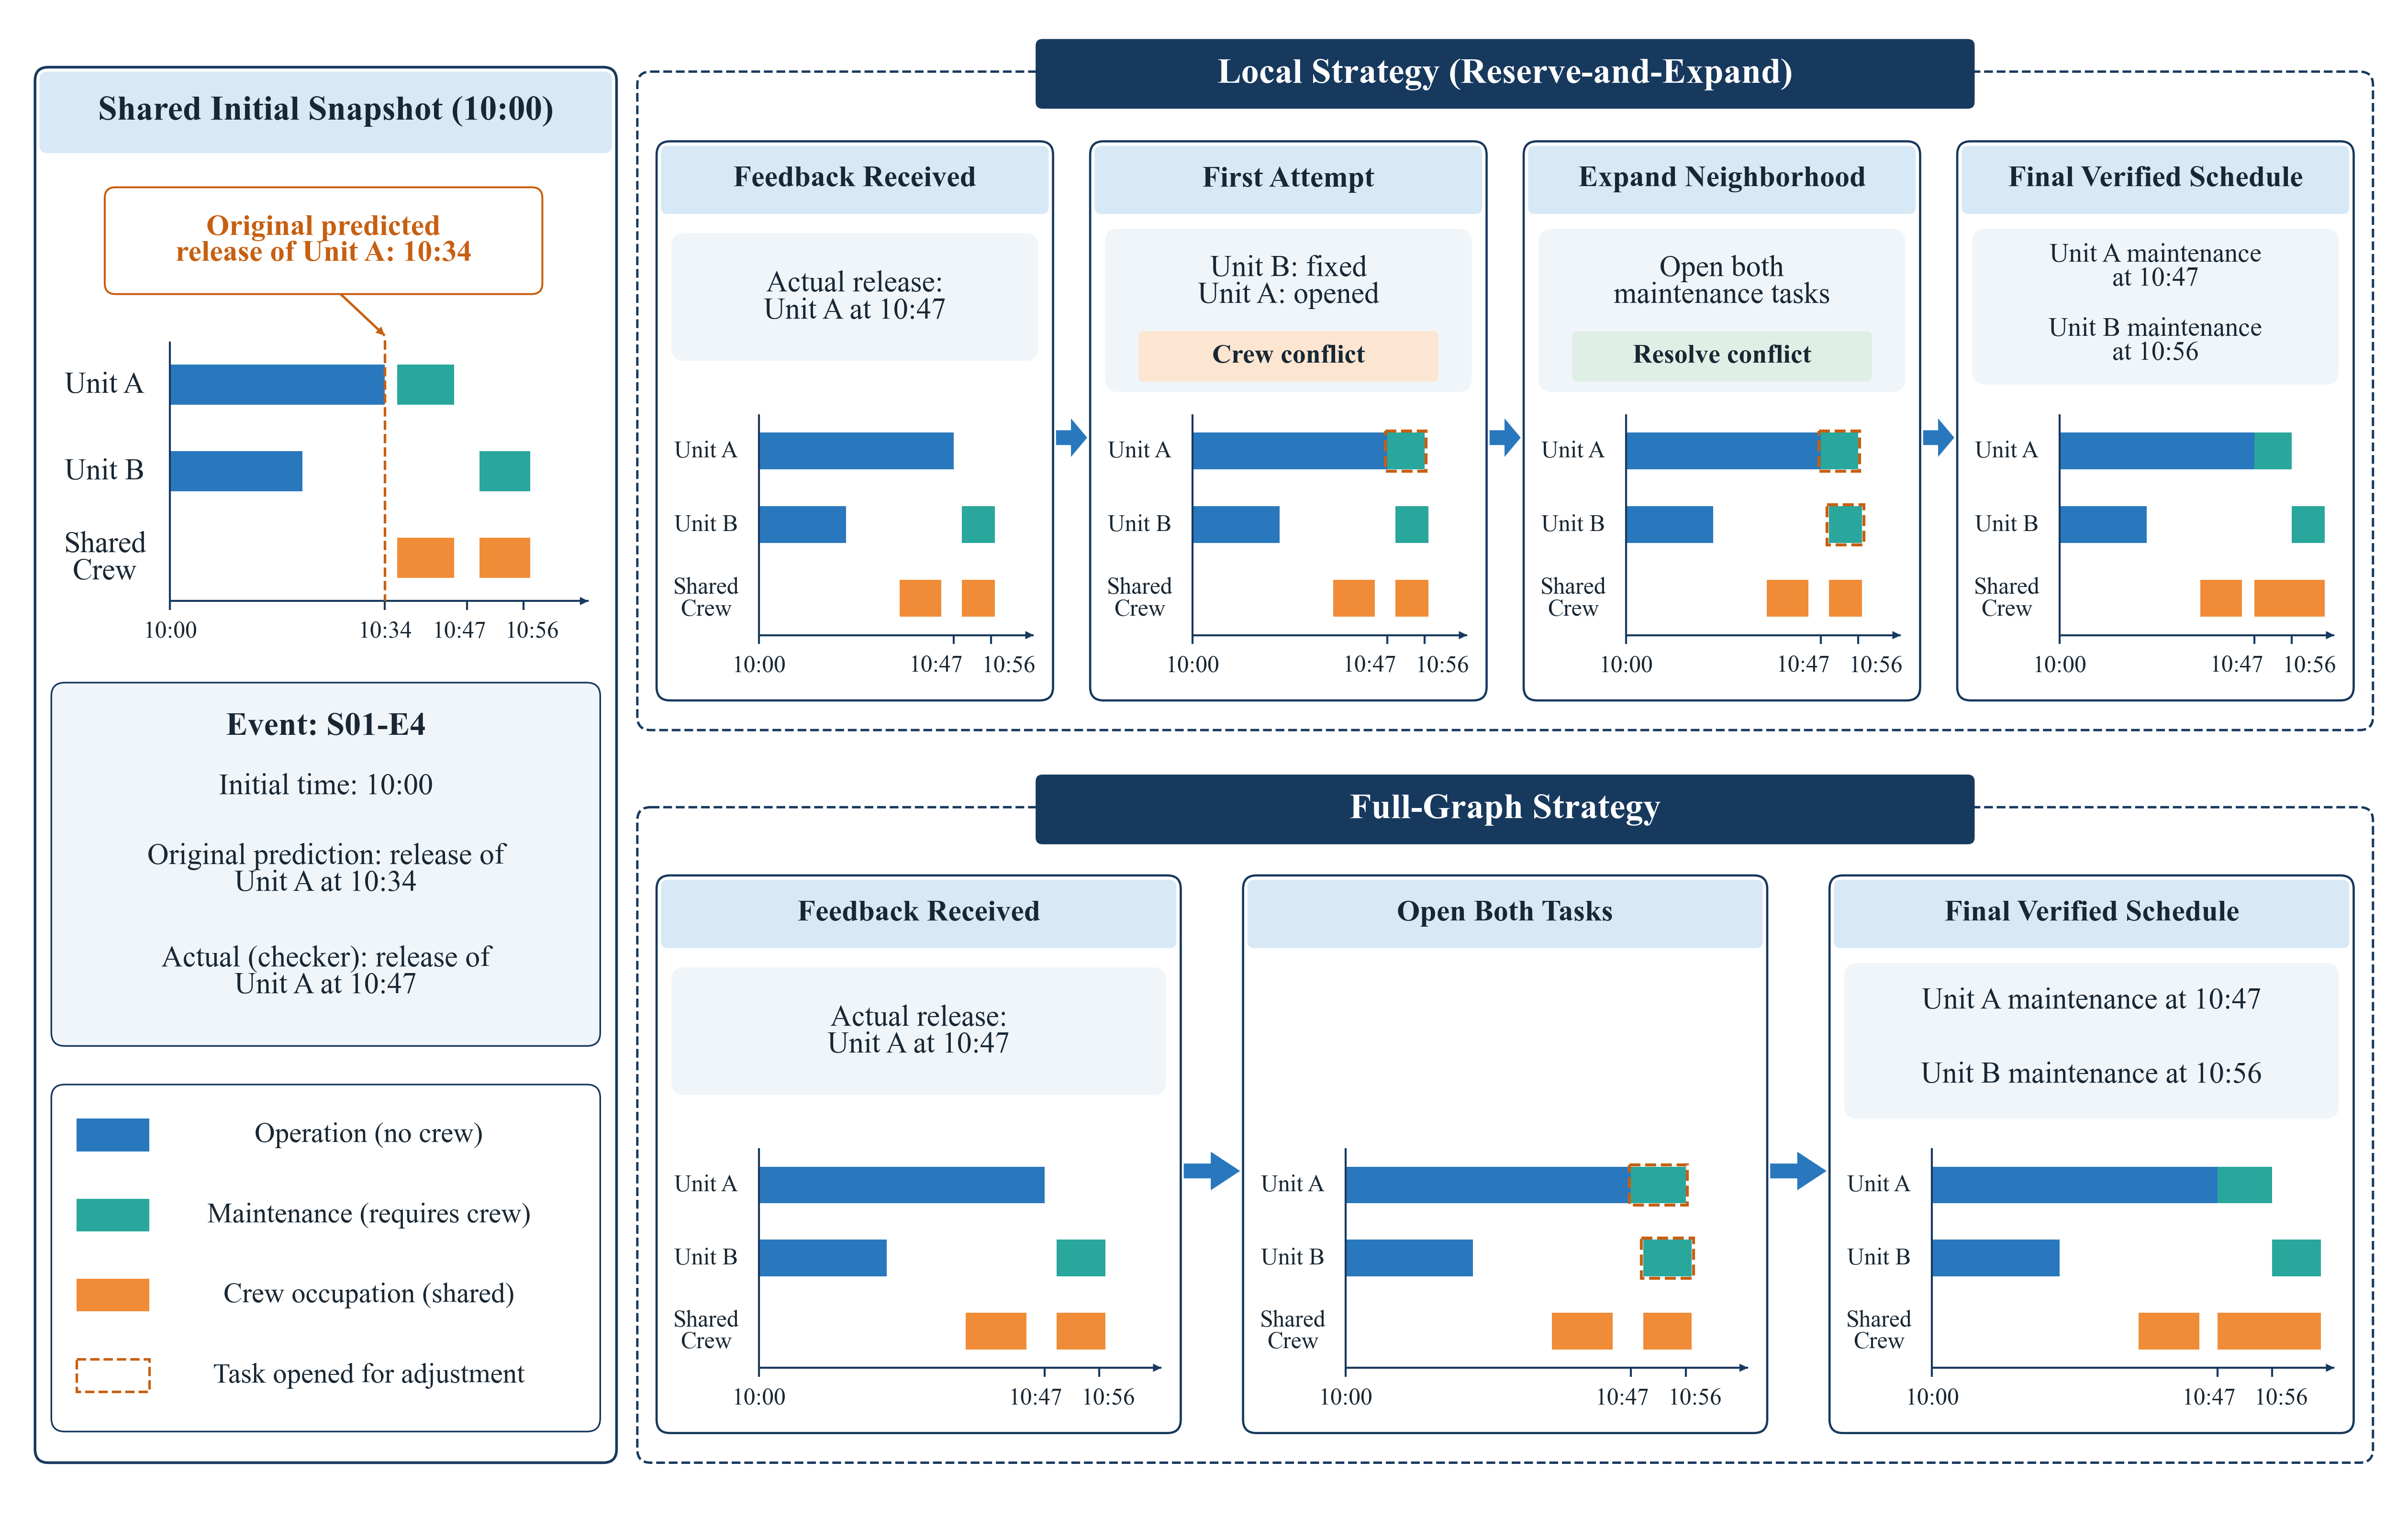 Shared Initial Snapshot (10:00)
Original predicted
release of Unit A: 10:34
Unit A
Unit B
Shared
Crew
10:00
10:34
10:47
10:56
Event: S01-E4
Initial time: 10:00
Original prediction: release of
Unit A at 10:34
Actual (checker): release of
Unit A at 10:47
Operation (no crew)
Maintenance (requires crew)
Crew occupation (shared)
Task opened for adjustment
Local Strategy (Reserve-and-Expand)
Feedback Received
Actual release:
Unit A at 10:47
Unit A
Unit B
Shared
Crew
10:00
10:47
10:56
First Attempt
Unit B: fixed
Unit A: opened
Crew conflict
Unit A
Unit B
Shared
Crew
10:00
10:47
10:56
Expand Neighborhood
Open both
maintenance tasks
Resolve conflict
Unit A
Unit B
Shared
Crew
10:00
10:47
10:56
Final Verified Schedule
Unit A maintenance
at 10:47
Unit B maintenance
at 10:56
Unit A
Unit B
Shared
Crew
10:00
10:47
10:56
Full-Graph Strategy
Feedback Received
Actual release:
Unit A at 10:47
Unit A
Unit B
Shared
Crew
10:00
10:47
10:56
Open Both Tasks
Unit A
Unit B
Shared
Crew
10:00
10:47
10:56
Final Verified Schedule
Unit A maintenance at 10:47
Unit B maintenance at 10:56
Unit A
Unit B
Shared
Crew
10:00
10:47
10:56